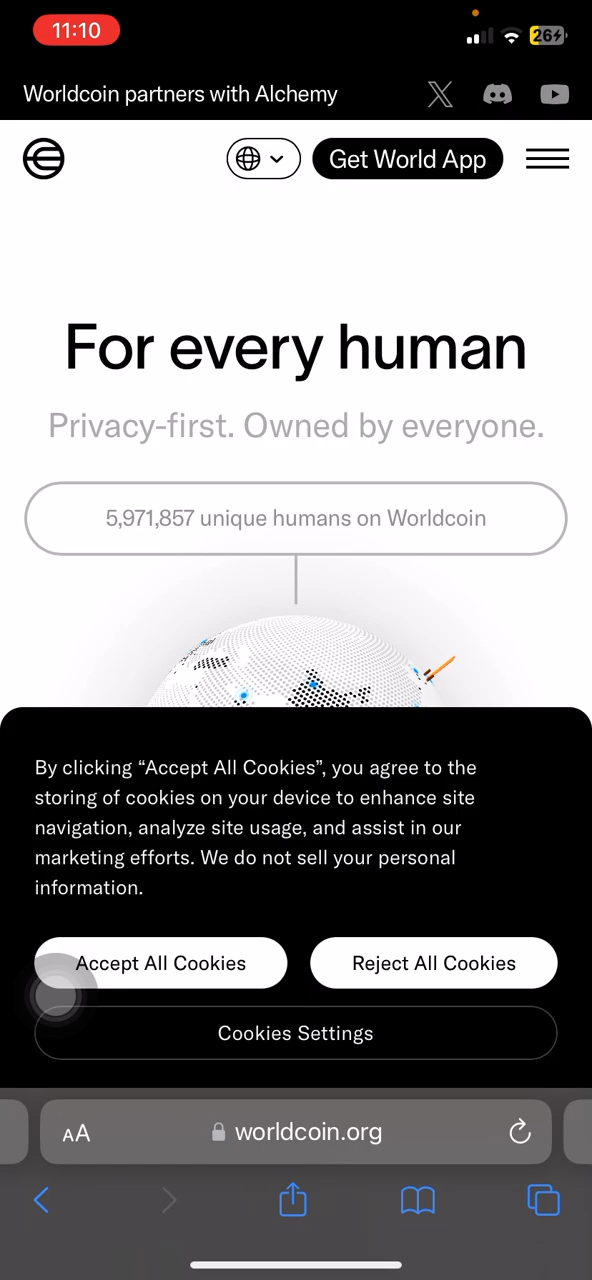 11:10
26
Worldcoin partners with Alchemy
Get World App
For every human
Privacy-first. Owned by everyone.
5,971,857 unique humans on Worldcoin
By clicking “Accept All Cookies”, you agree to the
storing of cookies on your device to enhance site
navigation, analyze site usage, and assist in our
marketing efforts. We do not sell your personal
information.
Accept All Cookies
Reject All Cookies
Cookies Settings
AA
worldcoin.org